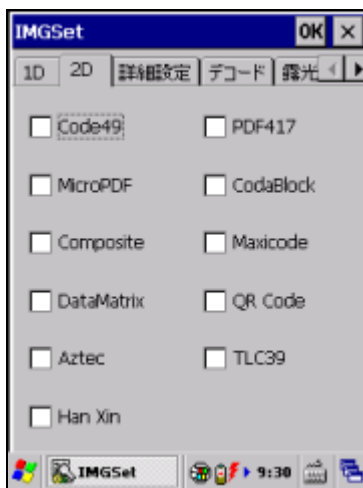 IMGSet OK ×
1D 2D 詳細設定 デコード 露光
Code49 PDF417
MicroPDF CodaBlock
Composite Maxicode
DataMatrix QR Code
Aztec TLC39
Han Xin
IMGSet 9:30